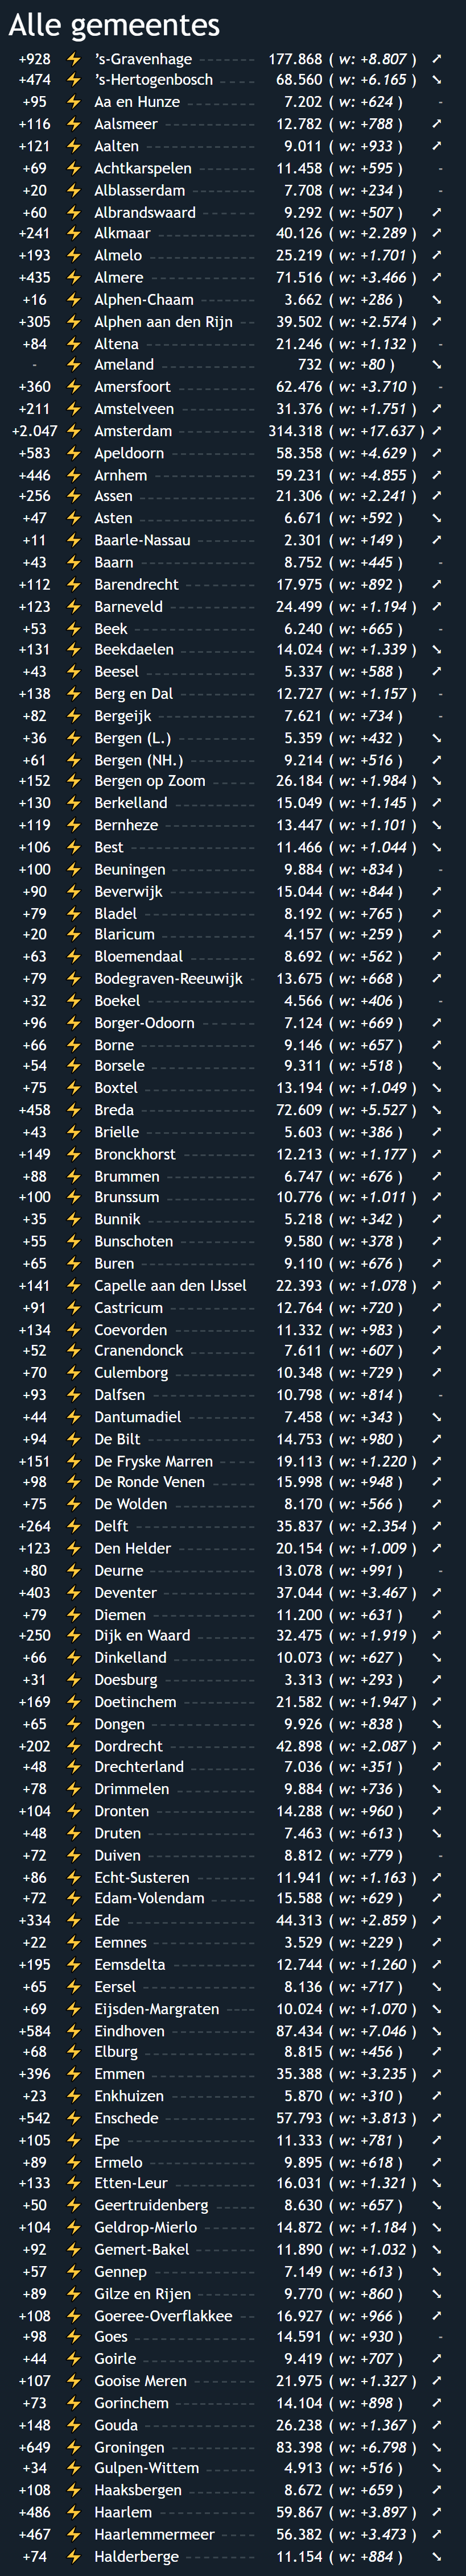 Alle gemeentes
+928 ⚡ ’s-Gravenhage 177.868 ( w: +8.807 ) ➚
+474 ⚡ ’s-Hertogenbosch 68.560 ( w: +6.165 ) ➘
+95 ⚡ Aa en Hunze 7.202 ( w: +624 ) -
+116 ⚡ Aalsmeer 12.782 ( w: +788 ) ➚
+121 ⚡ Aalten 9.011 ( w: +933 ) ➚
+69 ⚡ Achtkarspelen 11.458 ( w: +595 ) -
+20 ⚡ Alblasserdam 7.708 ( w: +234 ) -
+60 ⚡ Albrandswaard 9.292 ( w: +507 ) ➚
+241 ⚡ Alkmaar 40.126 ( w: +2.289 ) ➚
+193 ⚡ Almelo 25.219 ( w: +1.701 ) ➚
+435 ⚡ Almere 71.516 ( w: +3.466 ) ➚
+16 ⚡ Alphen-Chaam 3.662 ( w: +286 ) ➘
+305 ⚡ Alphen aan den Rijn 39.502 ( w: +2.574 ) ➚
+84 ⚡ Altena 21.246 ( w: +1.132 ) -
- ⚡ Ameland 732 ( w: +80 ) ➘
+360 ⚡ Amersfoort 62.476 ( w: +3.710 ) -
+211 ⚡ Amstelveen 31.376 ( w: +1.751 ) ➚
+2.047 ⚡ Amsterdam 314.318 ( w: +17.637 ) ➚
+583 ⚡ Apeldoorn 58.358 ( w: +4.629 ) ➚
+446 ⚡ Arnhem 59.231 ( w: +4.855 ) ➚
+256 ⚡ Assen 21.306 ( w: +2.241 ) ➚
+47 ⚡ Asten 6.671 ( w: +592 ) ➘
+11 ⚡ Baarle-Nassau 2.301 ( w: +149 ) ➚
+43 ⚡ Baarn 8.752 ( w: +445 ) -
+112 ⚡ Barendrecht 17.975 ( w: +892 ) ➚
+123 ⚡ Barneveld 24.499 ( w: +1.194 ) ➚
+53 ⚡ Beek 6.240 ( w: +665 ) -
+131 ⚡ Beekdaelen 14.024 ( w: +1.339 ) ➘
+43 ⚡ Beesel 5.337 ( w: +588 ) ➚
+138 ⚡ Berg en Dal 12.727 ( w: +1.157 ) -
+82 ⚡ Bergeijk 7.621 ( w: +734 ) -
+36 ⚡ Bergen (L.) 5.359 ( w: +432 ) ➘
+61 ⚡ Bergen (NH.) 9.214 ( w: +516 ) ➚
+152 ⚡ Bergen op Zoom 26.184 ( w: +1.984 ) ➘
+130 ⚡ Berkelland 15.049 ( w: +1.145 ) ➚
+119 ⚡ Bernheze 13.447 ( w: +1.101 ) ➘
+106 ⚡ Best 11.466 ( w: +1.044 ) ➘
+100 ⚡ Beuningen 9.884 ( w: +834 ) -
+90 ⚡ Beverwijk 15.044 ( w: +844 ) ➚
+79 ⚡ Bladel 8.192 ( w: +765 ) ➚
+20 ⚡ Blaricum 4.157 ( w: +259 ) ➚
+63 ⚡ Bloemendaal 8.692 ( w: +562 ) ➚
+79 ⚡ Bodegraven-Reeuwijk 13.675 ( w: +668 ) ➚
+32 ⚡ Boekel 4.566 ( w: +406 ) -
+96 ⚡ Borger-Odoorn 7.124 ( w: +669 ) ➚
+66 ⚡ Borne 9.146 ( w: +657 ) ➚
+54 ⚡ Borsele 9.311 ( w: +518 ) ➘
+75 ⚡ Boxtel 13.194 ( w: +1.049 ) ➘
+458 ⚡ Breda 72.609 ( w: +5.527 ) ➘
+43 ⚡ Brielle 5.603 ( w: +386 ) ➚
+149 ⚡ Bronckhorst 12.213 ( w: +1.177 ) ➚
+88 ⚡ Brummen 6.747 ( w: +676 ) ➚
+100 ⚡ Brunssum 10.776 ( w: +1.011 ) ➚
+35 ⚡ Bunnik 5.218 ( w: +342 ) ➚
+55 ⚡ Bunschoten 9.580 ( w: +378 ) ➚
+65 ⚡ Buren 9.110 ( w: +676 ) ➚
+141 ⚡ Capelle aan den IJssel 22.393 ( w: +1.078 ) ➚
+91 ⚡ Castricum 12.764 ( w: +720 ) ➚
+134 ⚡ Coevorden 11.332 ( w: +983 ) ➚
+52 ⚡ Cranendonck 7.611 ( w: +607 ) ➚
+70 ⚡ Culemborg 10.348 ( w: +729 ) ➚
+93 ⚡ Dalfsen 10.798 ( w: +814 ) -
+44 ⚡ Dantumadiel 7.458 ( w: +343 ) ➘
+94 ⚡ De Bilt 14.753 ( w: +980 ) ➚
+151 ⚡ De Fryske Marren 19.113 ( w: +1.220 ) ➚
+98 ⚡ De Ronde Venen 15.998 ( w: +948 ) ➚
+75 ⚡ De Wolden 8.170 ( w: +566 ) ➚
+264 ⚡ Delft 35.837 ( w: +2.354 ) ➚
+123 ⚡ Den Helder 20.154 ( w: +1.009 ) ➚
+80 ⚡ Deurne 13.078 ( w: +991 ) -
+403 ⚡ Deventer 37.044 ( w: +3.467 ) ➚
+79 ⚡ Diemen 11.200 ( w: +631 ) ➚
+250 ⚡ Dijk en Waard 32.475 ( w: +1.919 ) ➚
+66 ⚡ Dinkelland 10.073 ( w: +627 ) ➘
+31 ⚡ Doesburg 3.313 ( w: +293 ) ➚
+169 ⚡ Doetinchem 21.582 ( w: +1.947 ) ➚
+65 ⚡ Dongen 9.926 ( w: +838 ) ➘
+202 ⚡ Dordrecht 42.898 ( w: +2.087 ) ➚
+48 ⚡ Drechterland 7.036 ( w: +351 ) ➚
+78 ⚡ Drimmelen 9.884 ( w: +736 ) ➘
+104 ⚡ Dronten 14.288 ( w: +960 ) ➚
+48 ⚡ Druten 7.463 ( w: +613 ) ➘
+72 ⚡ Duiven 8.812 ( w: +779 ) -
+86 ⚡ Echt-Susteren 11.941 ( w: +1.163 ) ➚
+72 ⚡ Edam-Volendam 15.588 ( w: +629 ) ➚
+334 ⚡ Ede 44.313 ( w: +2.859 ) ➚
+22 ⚡ Eemnes 3.529 ( w: +229 ) ➚
+195 ⚡ Eemsdelta 12.744 ( w: +1.260 ) ➚
+65 ⚡ Eersel 8.136 ( w: +717 ) ➘
+69 ⚡ Eijsden-Margraten 10.024 ( w: +1.070 ) ➘
+584 ⚡ Eindhoven 87.434 ( w: +7.046 ) ➘
+68 ⚡ Elburg 8.815 ( w: +456 ) ➚
+396 ⚡ Emmen 35.388 ( w: +3.235 ) ➚
+23 ⚡ Enkhuizen 5.870 ( w: +310 ) ➚
+542 ⚡ Enschede 57.793 ( w: +3.813 ) ➚
+105 ⚡ Epe 11.333 ( w: +781 ) ➚
+89 ⚡ Ermelo 9.895 ( w: +618 ) ➚
+133 ⚡ Etten-Leur 16.031 ( w: +1.321 ) ➘
+50 ⚡ Geertruidenberg 8.630 ( w: +657 ) ➘
+104 ⚡ Geldrop-Mierlo 14.872 ( w: +1.184 ) ➘
+92 ⚡ Gemert-Bakel 11.890 ( w: +1.032 ) ➘
+57 ⚡ Gennep 7.149 ( w: +613 ) ➘
+89 ⚡ Gilze en Rijen 9.770 ( w: +860 ) ➘
+108 ⚡ Goeree-Overflakkee 16.927 ( w: +966 ) ➚
+98 ⚡ Goes 14.591 ( w: +930 ) -
+44 ⚡ Goirle 9.419 ( w: +707 ) ➚
+107 ⚡ Gooise Meren 21.975 ( w: +1.327 ) ➚
+73 ⚡ Gorinchem 14.104 ( w: +898 ) ➚
+148 ⚡ Gouda 26.238 ( w: +1.367 ) ➚
+649 ⚡ Groningen 83.398 ( w: +6.798 ) ➘
+34 ⚡ Gulpen-Wittem 4.913 ( w: +516 ) ➘
+108 ⚡ Haaksbergen 8.672 ( w: +659 ) ➚
+486 ⚡ Haarlem 59.867 ( w: +3.897 ) ➚
+467 ⚡ Haarlemmermeer 56.382 ( w: +3.473 ) ➚
+74 ⚡ Halderberge 11.154 ( w: +884 ) ➘